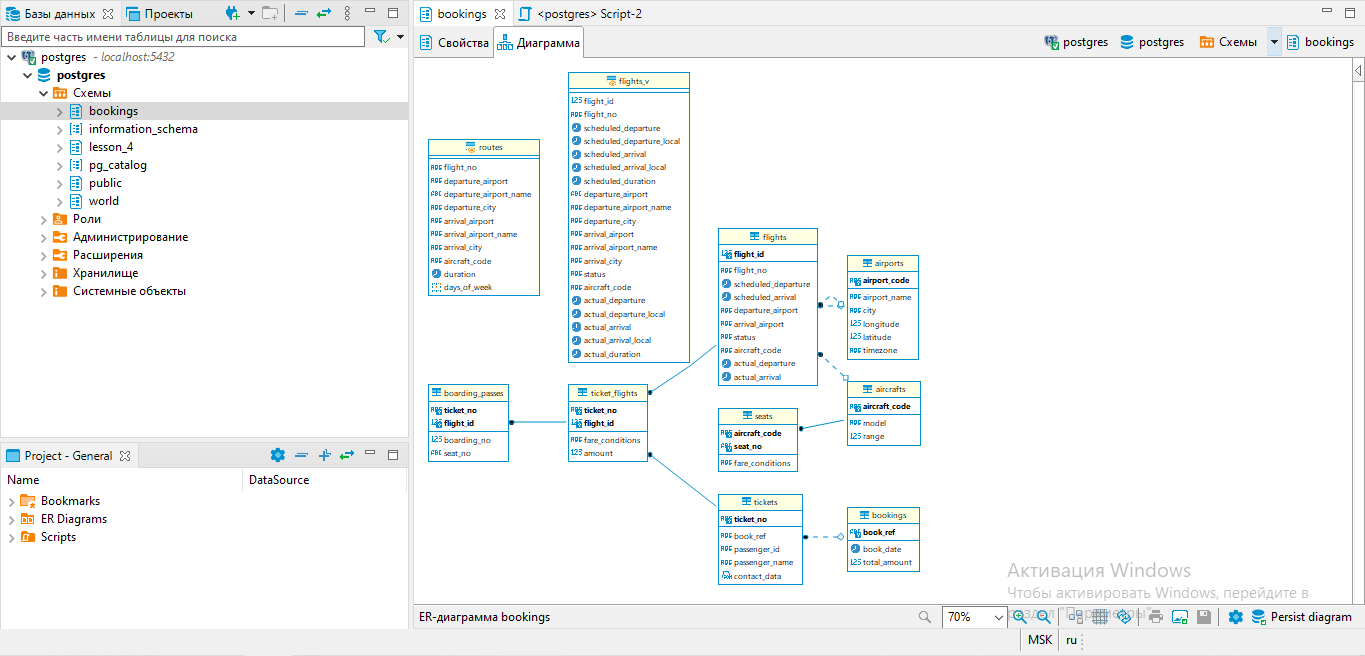 Базы данных
Проекты
Введите часть имени таблицы для поиска
postgres - localhost:5432
postgres
Схемы
bookings
information_schema
lesson_4
pg_catalog
public
world
Роли
Администрирование
Расширения
Хранилище
Системные объекты
Project - General
Name DataSource
Bookmarks
ER Diagrams
Scripts
bookings
<postgres> Script-2
Свойства
Диаграмма
postgres
postgres
Схемы
bookings
routes
flight_no
departure_airport
departure_airport_name
departure_city
arrival_airport
arrival_airport_name
arrival_city
aircraft_code
duration
days_of_week
flights_v
flight_id
flight_no
scheduled_departure
scheduled_departure_local
scheduled_arrival
scheduled_arrival_local
scheduled_duration
departure_airport
departure_airport_name
departure_city
arrival_airport
arrival_airport_name
arrival_city
status
aircraft_code
actual_departure
actual_departure_local
actual_arrival
actual_arrival_local
actual_duration
flights
flight_id
flight_no
scheduled_departure
scheduled_arrival
departure_airport
arrival_airport
status
aircraft_code
actual_departure
actual_arrival
airports
airport_code
airport_name
city
longitude
latitude
timezone
boarding_passes
ticket_no
flight_id
boarding_no
seat_no
ticket_flights
ticket_no
flight_id
fare_conditions
amount
seats
aircraft_code
seat_no
fare_conditions
aircrafts
aircraft_code
model
range
tickets
ticket_no
book_ref
passenger_id
passenger_name
contact_data
bookings
book_ref
book_date
total_amount
Активация Windows
Чтобы активировать Windows, перейдите в
раздел "Параметры".
ER-диаграмма bookings
70%
Persist diagram
MSK
ru